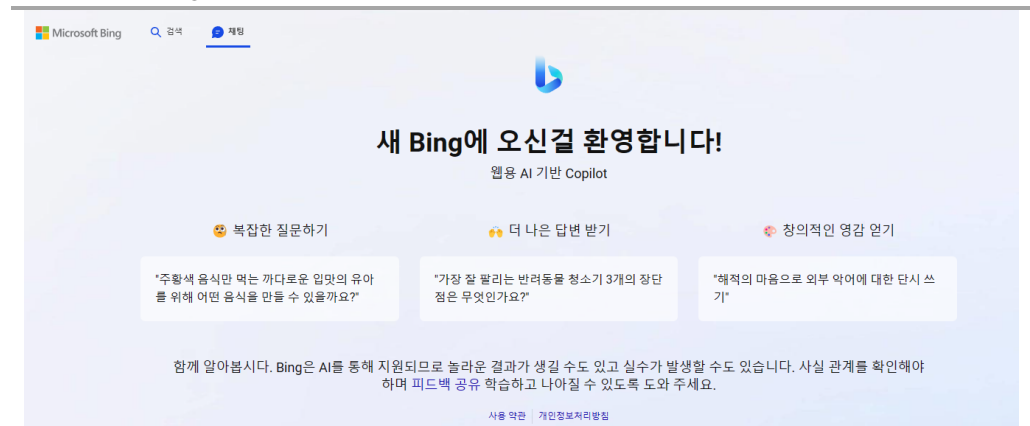 Microsoft Bing 검색 채팅
새 Bing에 오신걸 환영합니다!
웹용 AI 기반 Copilot
복잡한 질문하기
더 나은 답변 받기
창의적인 영감 얻기
"주황색 음식만 먹는 까다로운 입맛의 유아
를 위해 어떤 음식을 만들 수 있을까요?"
"가장 잘 팔리는 반려동물 청소기 3개의 장단
점은 무엇인가요?"
"해적의 마음으로 외부 악어에 대한 단시 쓰
기"
함께 알아봅시다. Bing은 AI를 통해 지원되므로 놀라운 결과가 생길 수도 있고 실수가 발생할 수도 있습니다. 사실 관계를 확인해야
하며 피드백 공유 학습하고 나아질 수 있도록 도와 주세요.
사용 약관 개인정보처리방침